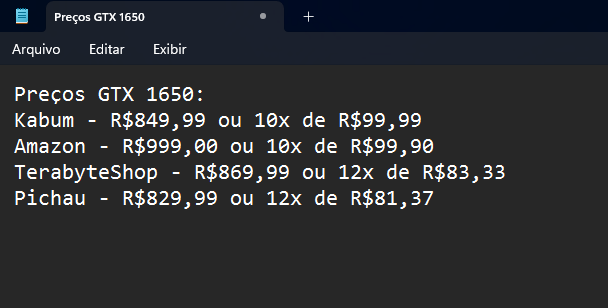 Preços GTX 1650
Arquivo Editar Exibir
Preços GTX 1650:
Kabum - R$849,99 ou 10x de R$99,99
Amazon - R$999,00 ou 10x de R$99,90
TerabyteShop - R$869,99 ou 12x de R$83,33
Pichau - R$829,99 ou 12x de R$81,37